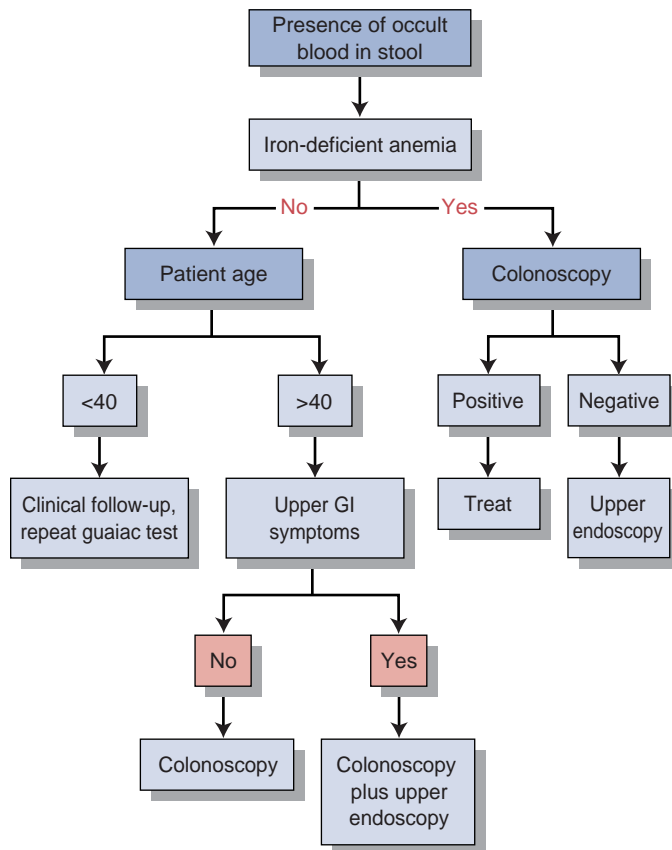 Presence of occult
blood in stool
Iron-deficient anemia
No
Yes
Patient age
Colonoscopy
<40
>40
Positive
Negative
Clinical follow-up,
repeat guaiac test
Upper GI
symptoms
Treat
Upper
endoscopy
No
Yes
Colonoscopy
Colonoscopy
plus upper
endoscopy